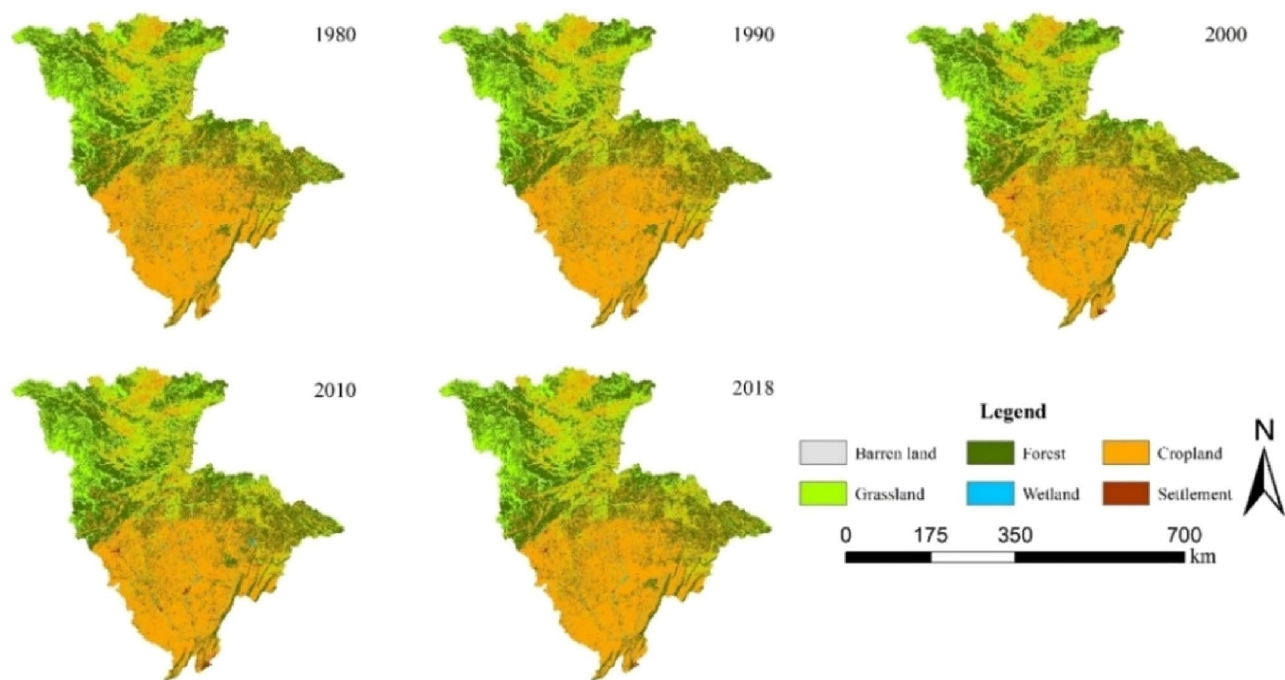 1980
1990
2000
2010
2018
Legend
Barren land
Forest
Cropland
Grassland
Wetland
Settlement
N
0 175 350 700
km